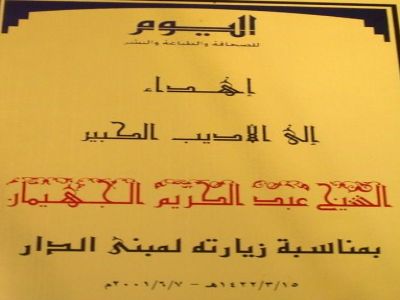 اليوم
للصحافة والطباعة والنشر
إهداء
إلى الاديب الكبير
الشيخ عبد الكريم الجهيمان
بمناسبة زيارته لمبنى الدار
١٤٢٢/٣/١٥هـ - ٢٠٠١/٦/٧م